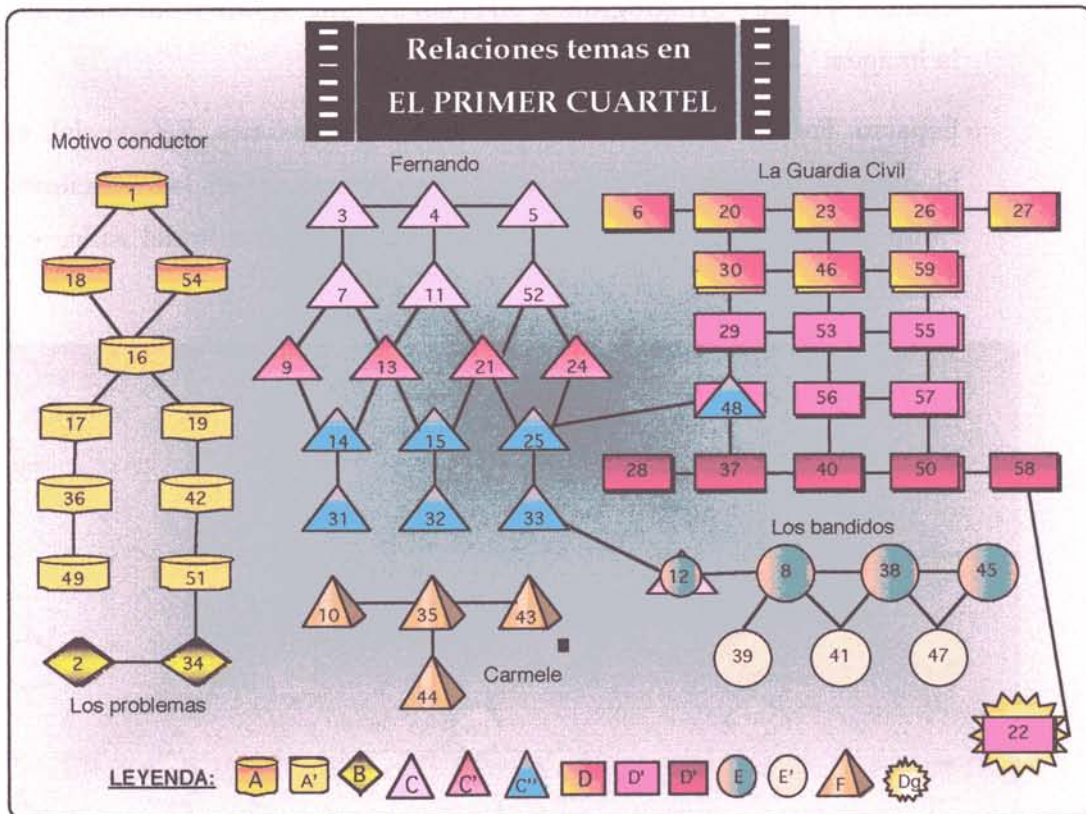 Relaciones temas en
EL PRIMER CUARTEL
Motivo conductor
Fernando
La Guardia Civil
1
3 4 5
6 20 23 26 27
18 54
7 11 52
30 46 59
16
9 13 21 24
29 53 55
17 19
14 15 25
48 56 57
36 42
31 32 33
28 37 40 50 58
49 51
Los bandidos
12 8 38 45
10 35 43
39 41 47
2 34
44
Carmele
Los problemas
22
LEYENDA: A A' B C C' C'' D D' D' E E' F Dg